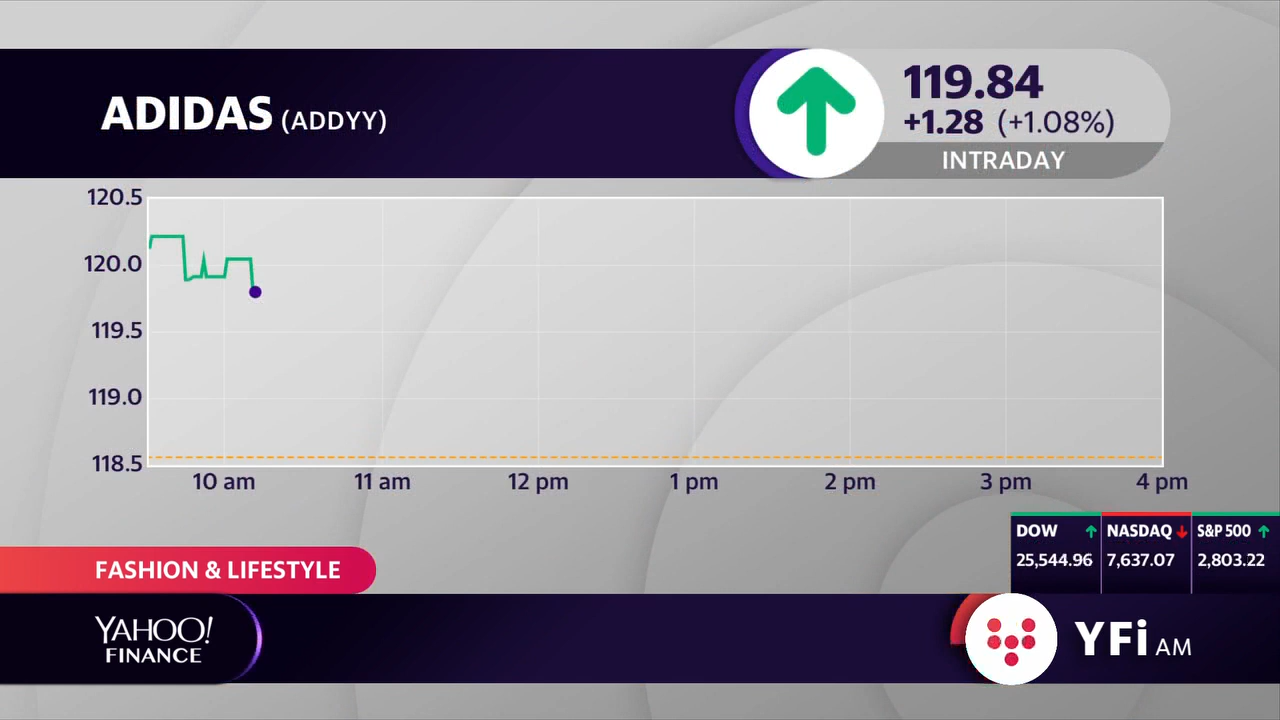 ADIDAS (ADDYY)
119.84
+1.28 (+1.08%)
INTRADAY
120.5
120.0
119.5
119.0
118.5
10 am 11 am 12 pm 1 pm 2 pm 3 pm 4 pm
DOW NASDAQ S&P 500
25,544.96 7,637.07 2,803.22
FASHION & LIFESTYLE
YAHOO!
FINANCE
YFi AM